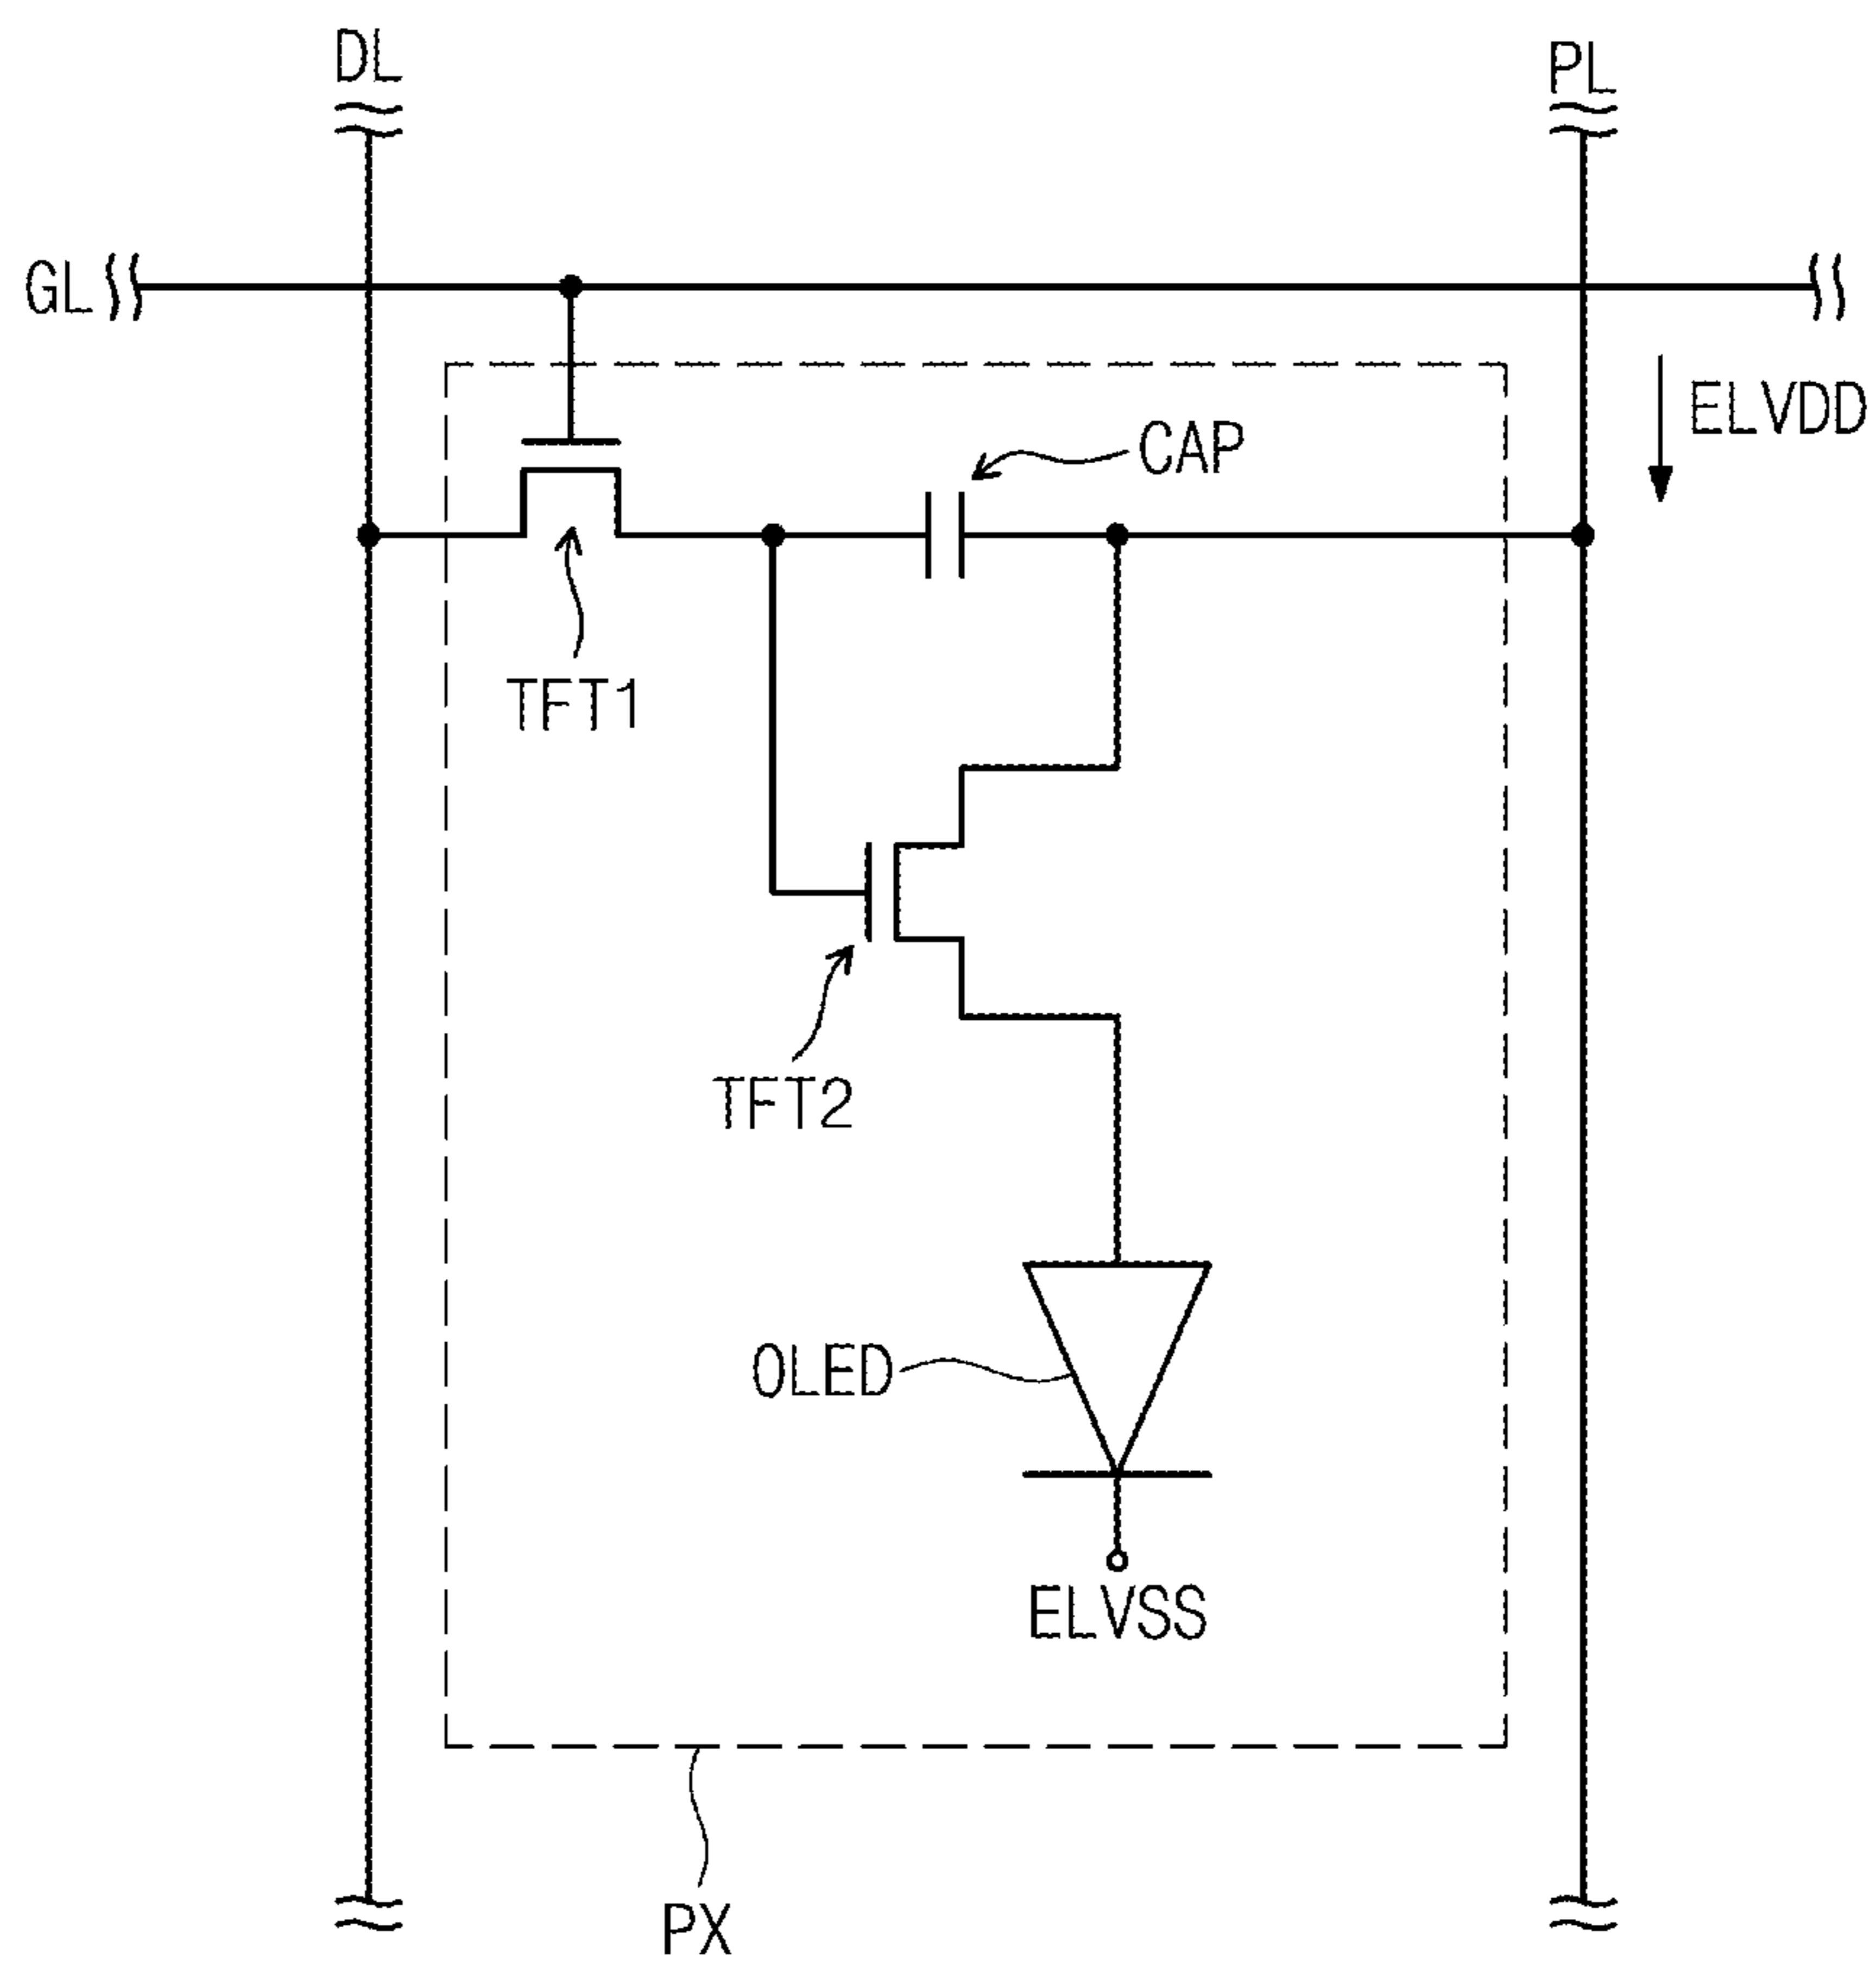 DL
PL
GL
ELVDD
CAP
TFT1
TFT2
OLED
ELVSS
PX